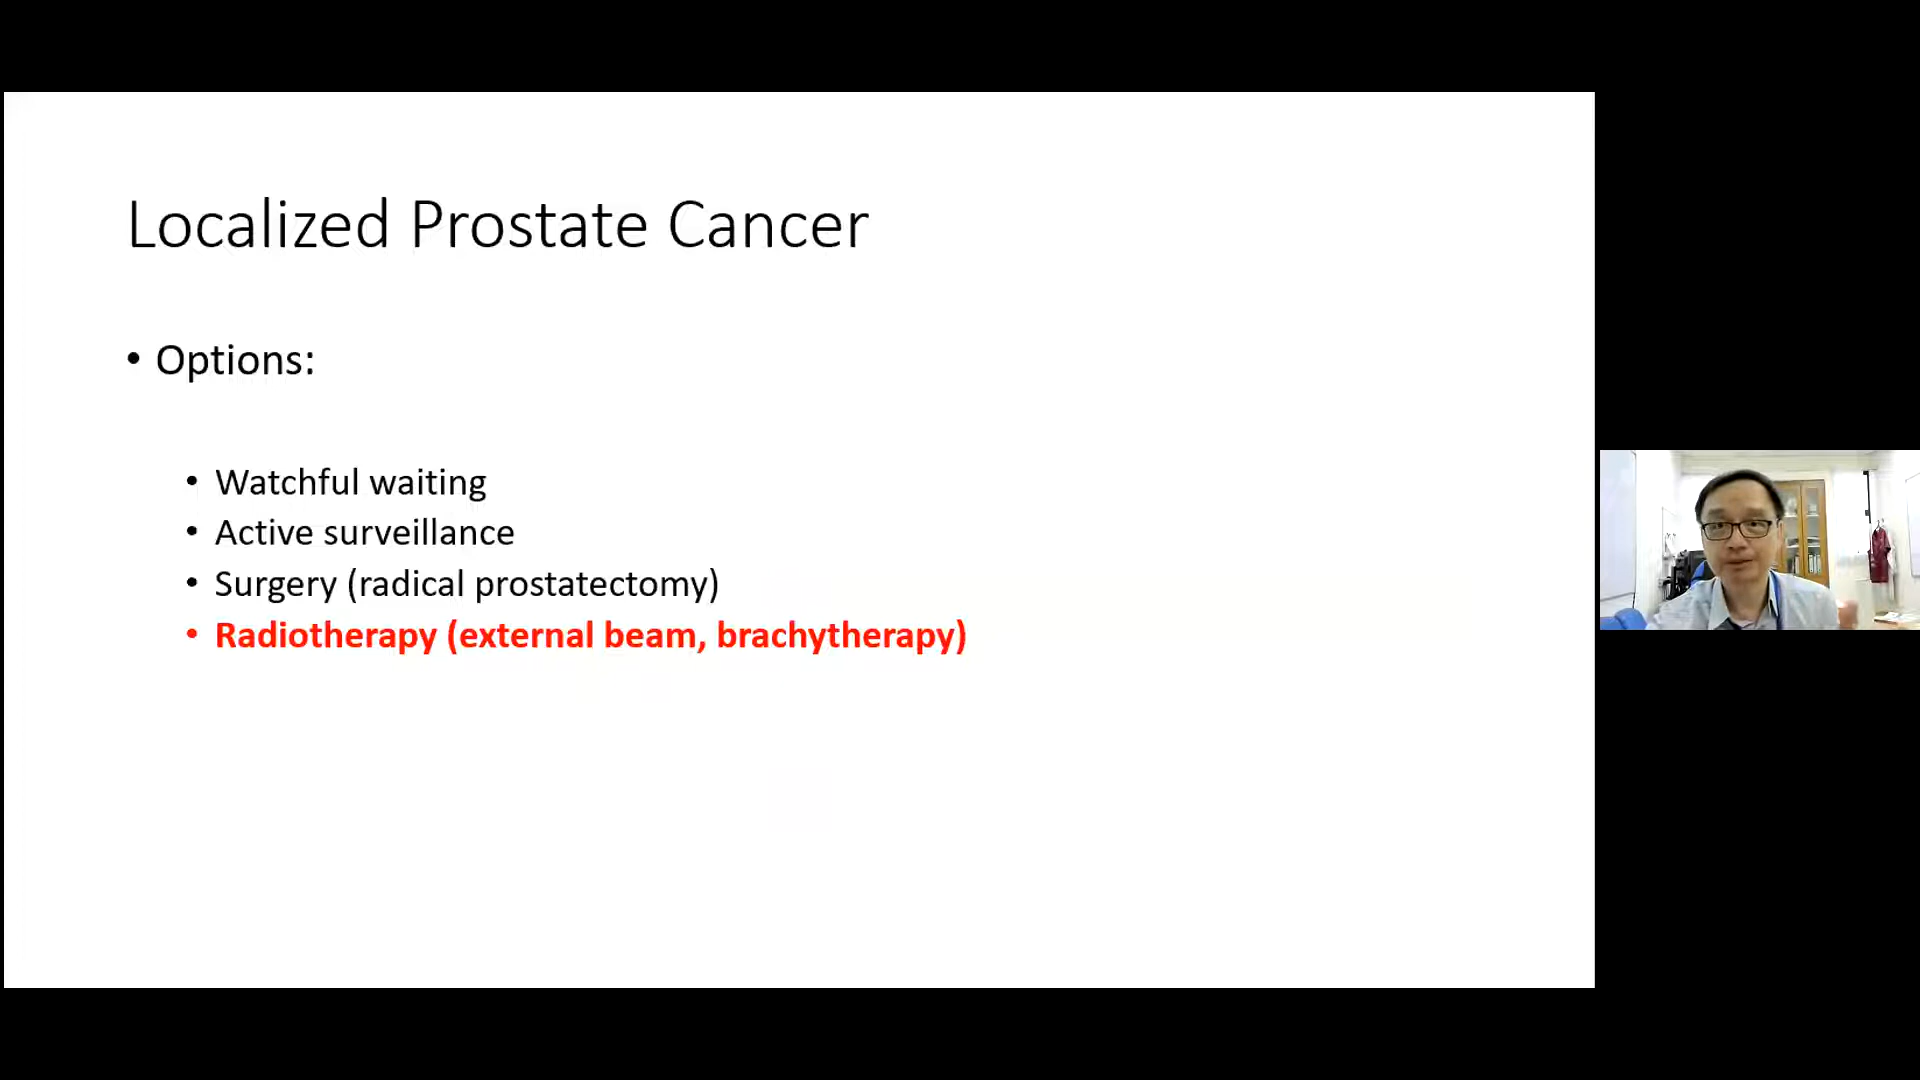 Localized Prostate Cancer
• Options:
• Watchful waiting
• Active surveillance
• Surgery (radical prostatectomy)
• Radiotherapy (external beam, brachytherapy)